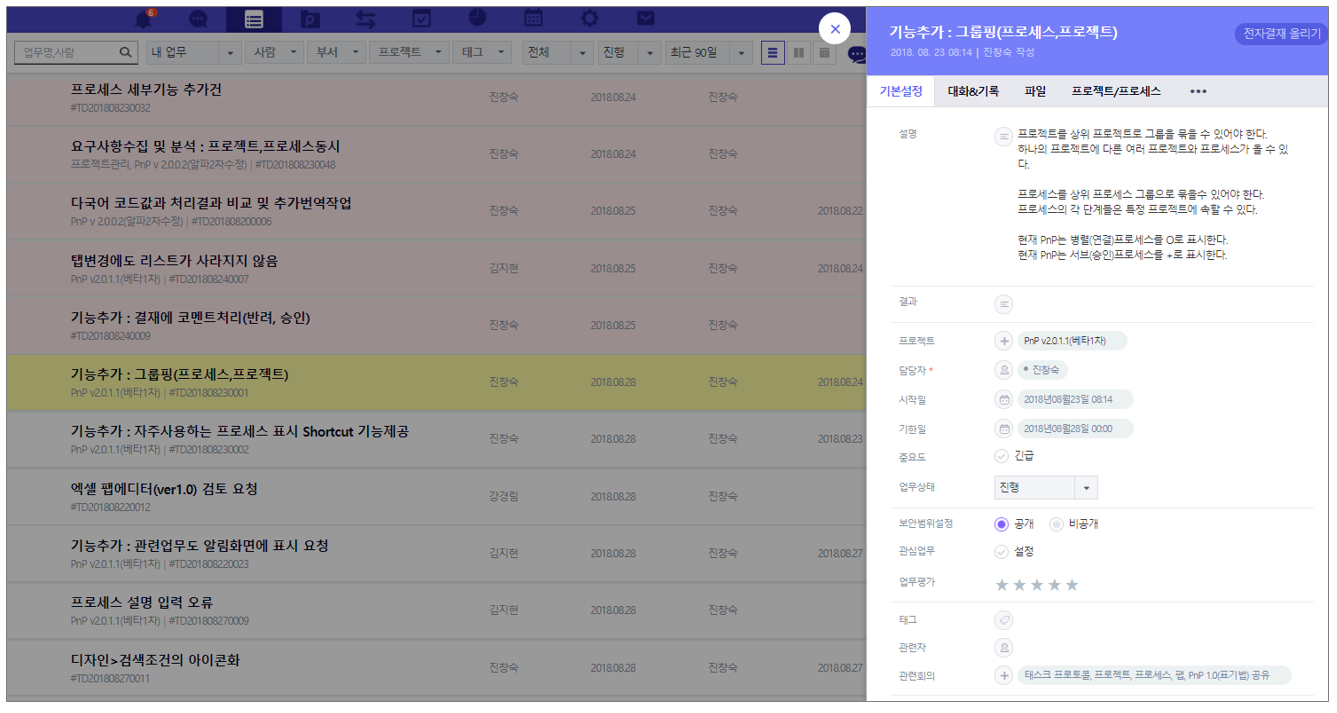 6
업무명,사람 내 업무 사람 부서 프로젝트 태그 전체 진행 최근 90일
프로세스 세부기능 추가건 진창숙 2018.08.24 진창숙
#TD201808230032
요구사항수집 및 분석 : 프로젝트,프로세스동시 진창숙 2018.08.24 진창숙
프로젝트관리, PnP v 2.0.0.2(알파2차수정) | #TD201808230048
다국어 코드값과 처리결과 비교 및 추가번역작업 진창숙 2018.08.25 진창숙 2018.08.22
PnP v 2.0.0.2(알파2차수정) | #TD201808200006
탭변경에도 리스트가 사라지지 않음 김지현 2018.08.25 진창숙 2018.08.24
PnP v2.0.1.1(베타1차) | #TD201808240007
기능추가 : 결재에 코멘트처리(반려, 승인) 진창숙 2018.08.25 진창숙
#TD201808240009
기능추가 : 그룹핑(프로세스,프로젝트) 진창숙 2018.08.28 진창숙 2018.08.24
PnP v2.0.1.1(베타1차) | #TD201808230001
기능추가 : 자주사용하는 프로세스 표시 Shortcut 기능제공 진창숙 2018.08.28 진창숙 2018.08.23
PnP v2.0.1.1(베타1차) | #TD201808230002
엑셀 팹에디터(ver1.0) 검토 요청 강경림 2018.08.28 진창숙
#TD201808220012
기능추가 : 관련업무도 알림화면에 표시 요청 김지현 2018.08.28 진창숙 2018.08.27
PnP v2.0.1.1(베타1차) | #TD201808220023
프로세스 설명 입력 오류 김지현 2018.08.28 진창숙
PnP v2.0.1.1(베타1차) | #TD201808270009
디자인>검색조건의 아이콘화 진창숙 2018.08.28 진창숙 2018.08.27
#TD201808270011
기능추가 : 그룹핑(프로세스,프로젝트) 전자결재 올리기
2018. 08. 23 08:14 | 진창숙 작성
기본설정 대화&기록 파일 프로젝트/프로세스 •••
설명 프로젝트를 상위 프로젝트로 그룹을 묶을 수 있어야 한다.
하나의 프로젝트에 다른 여러 프로젝트와 프로세스가 올 수 있
다.
프로세스를 상위 프로세스 그룹으로 묶을수 있어야 한다.
프로세스의 각 단계들은 특정 프로젝트에 속할 수 있다.
현재 PnP는 병렬(연결)프로세스를 O로 표시한다.
현재 PnP는 서브(승인)프로세스를 +로 표시한다.
결과
프로젝트 PnP v2.0.1.1(베타1차)
담당자 * 진창숙
시작일 2018년08월23일 08:14
기한일 2018년08월28일 00:00
중요도 긴급
업무상태 진행
보안범위설정 공개 비공개
관심업무 설정
업무평가
태그
관련자
관련회의 태스크 프로토콜, 프로젝트, 프로세스, 팹, PnP 1.0(표기법) 공유